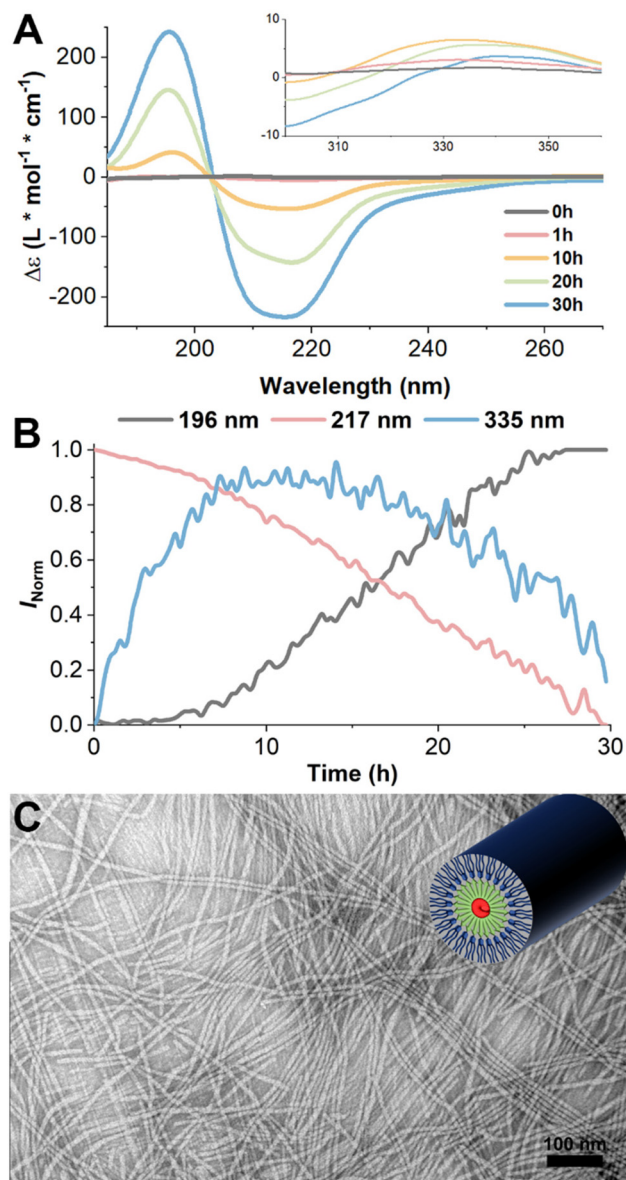 A
10
0
-10
310
330
350
200
100
0
-100
-200
Δε (L * mol⁻¹ * cm⁻¹)
0h
1h
10h
20h
30h
200
220
240
260
Wavelength (nm)
B
196 nm
217 nm
335 nm
1.0
0.8
0.6
0.4
0.2
0.0
I_Norm
0
10
20
30
Time (h)
C
100 nm